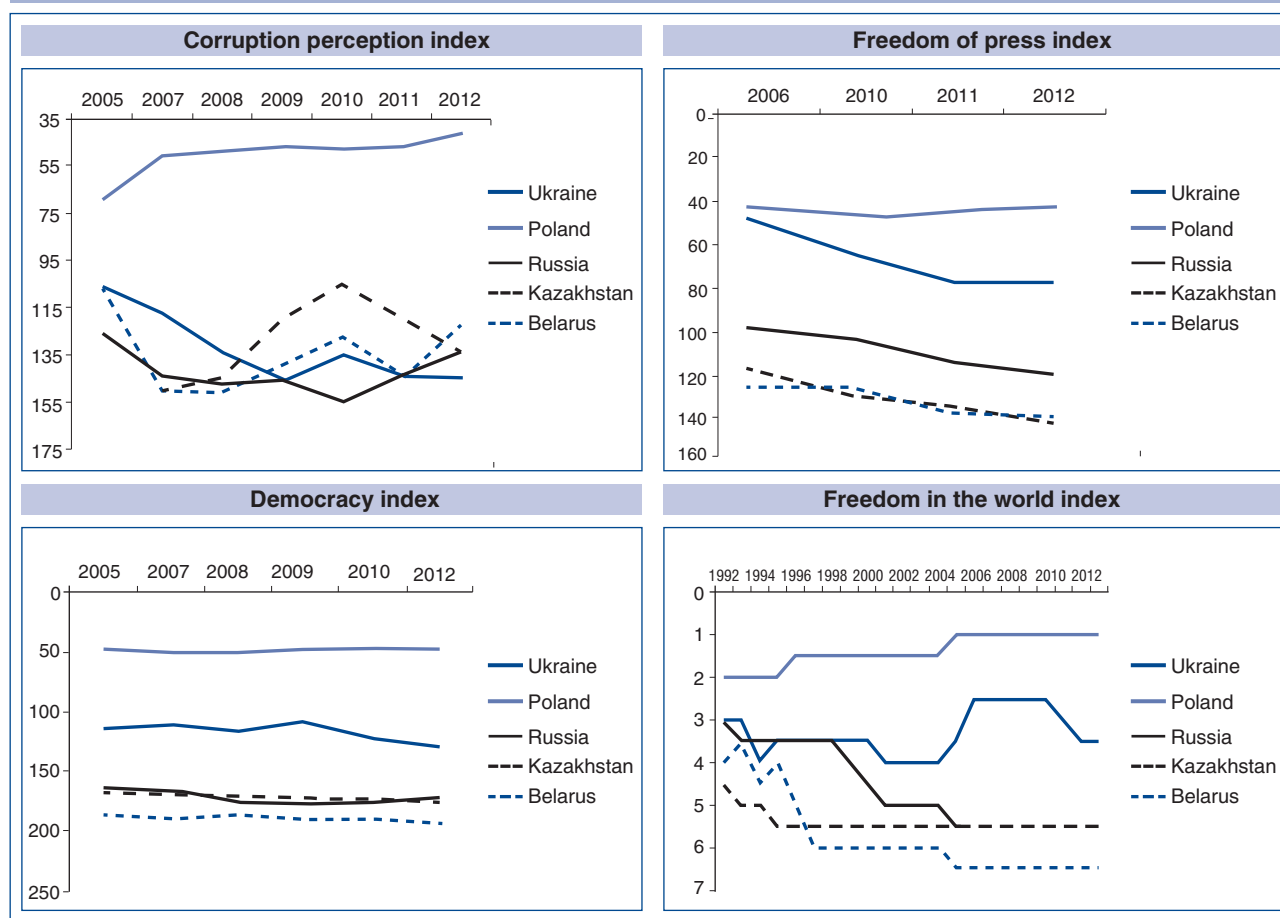 Corruption perception index
2005 2007 2008 2009 2010 2011 2012
35
55
75
95
115
135
155
175
Ukraine
Poland
Russia
Kazakhstan
Belarus
Freedom of press index
2006 2010 2011 2012
0
20
40
60
80
100
120
140
160
Ukraine
Poland
Russia
Kazakhstan
Belarus
Democracy index
2005 2007 2008 2009 2010 2012
0
50
100
150
200
250
Ukraine
Poland
Russia
Kazakhstan
Belarus
Freedom in the world index
1992 1994 1996 1998 2000 2002 2004 2006 2008 2010 2012
0
1
2
3
4
5
6
7
Ukraine
Poland
Russia
Kazakhstan
Belarus